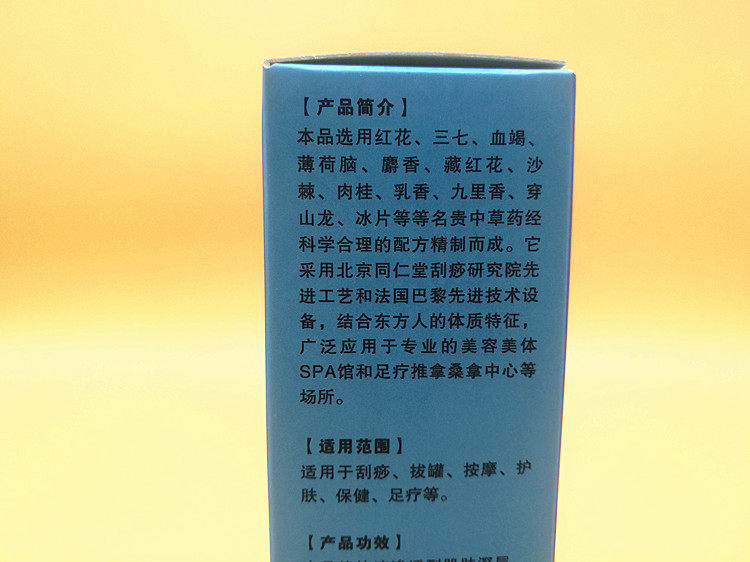 【产品简介】
本品选用红花、三七、血竭、
薄荷脑、麝香、藏红花、沙
棘、肉桂、乳香、九里香、穿
山龙、冰片等等名贵中草药经
科学合理的配方精制而成。它
采用北京同仁堂刮痧研究院先
进工艺和法国巴黎先进技术设
备，结合东方人的体质特征，
广泛应用于专业的美容美体
SPA馆和足疗推拿桑拿中心等
场所。
【适用范围】
适用于刮痧、拔罐、按摩、护
肤、保健、足疗等。
【产品功效】